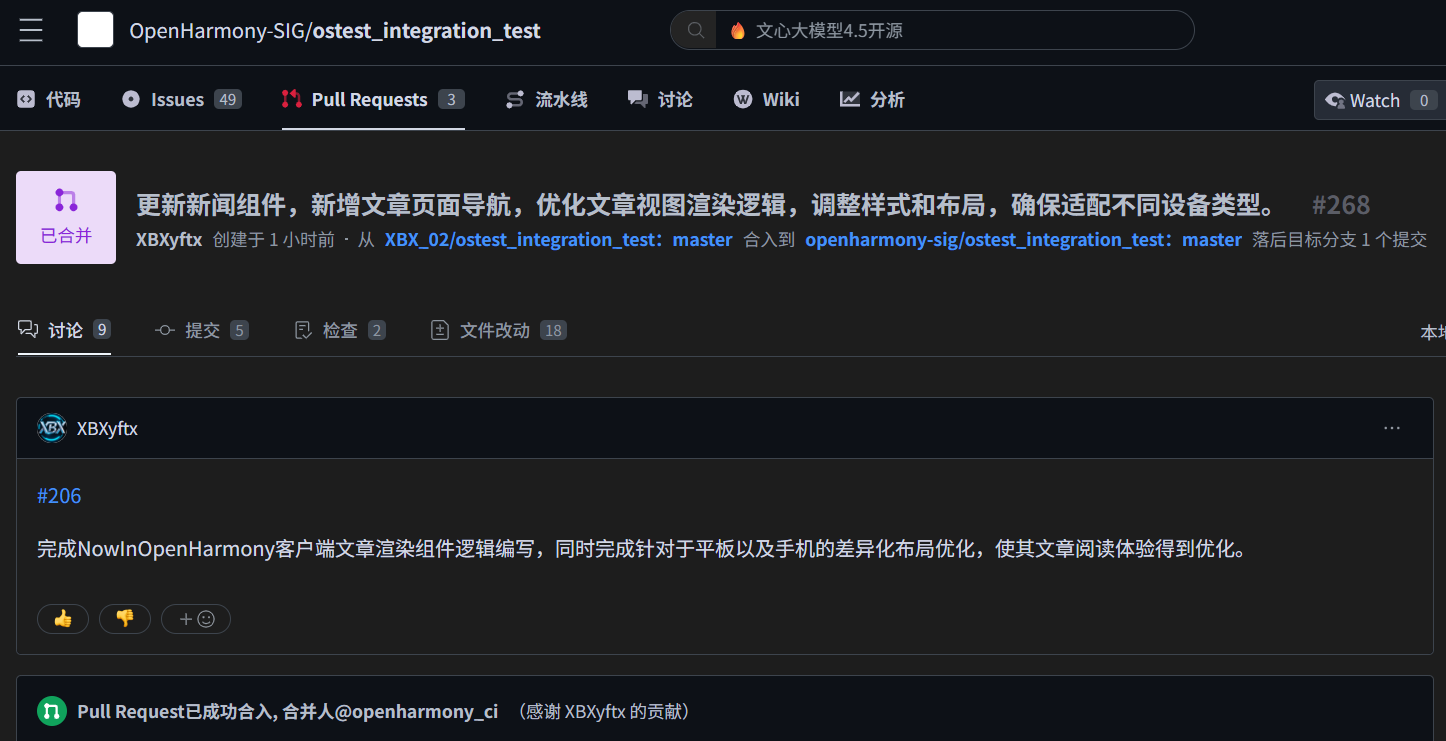 OpenHarmony-SIG/ostest_integration_test
文心大模型4.5开源
代码 Issues 49 Pull Requests 3 流水线 讨论 Wiki 分析 Watch 0
更新新闻组件，新增文章页面导航，优化文章视图渲染逻辑，调整样式和布局，确保适配不同设备类型。 #268
已合并
XBXyftx 创建于 1 小时前 · 从 XBX_02/ostest_integration_test：master 合入到 openharmony-sig/ostest_integration_test：master 落后目标分支 1 个提交
讨论 9 提交 5 检查 2 文件改动 18 本地
XBX XBXyftx ...
#206
完成NowInOpenHarmony客户端文章渲染组件逻辑编写，同时完成针对于平板以及手机的差异化布局优化，使其文章阅读体验得到优化。
Pull Request已成功合入, 合并人@openharmony_ci （感谢 XBXyftx 的贡献）